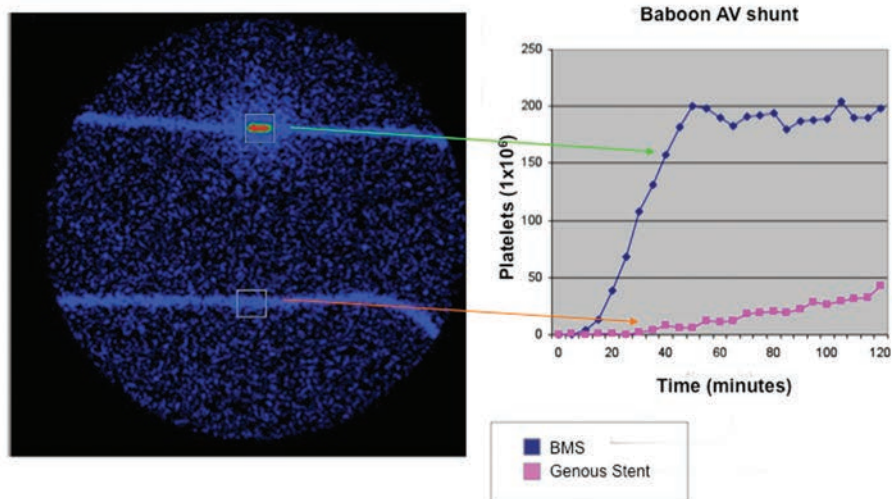 Baboon AV shunt
250
200
150
100
50
0
Platelets (1x10⁶)
0 20 40 60 80 100 120
Time (minutes)
BMS
Genous Stent